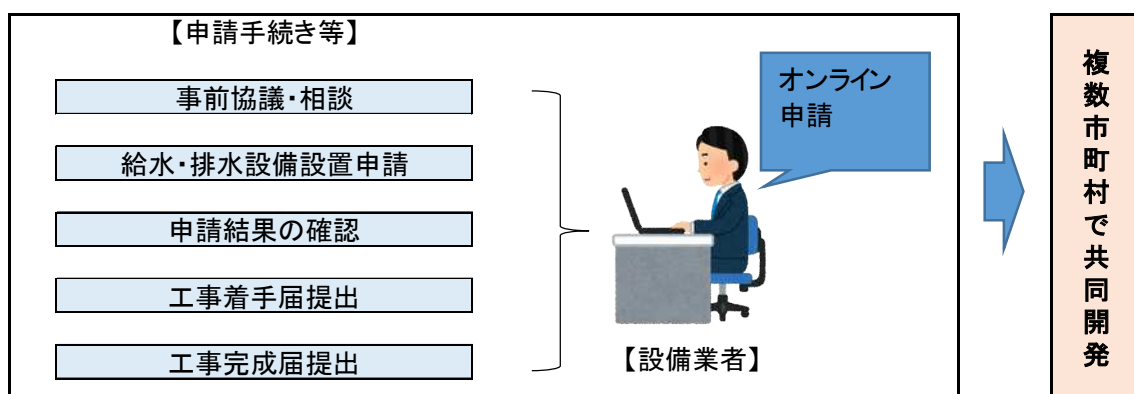 【申請手続き等】
事前協議・相談
給水・排水設備設置申請
申請結果の確認
工事着手届提出
工事完成届提出
オンライン
申請
【設備業者】
複数市町村で共同開発